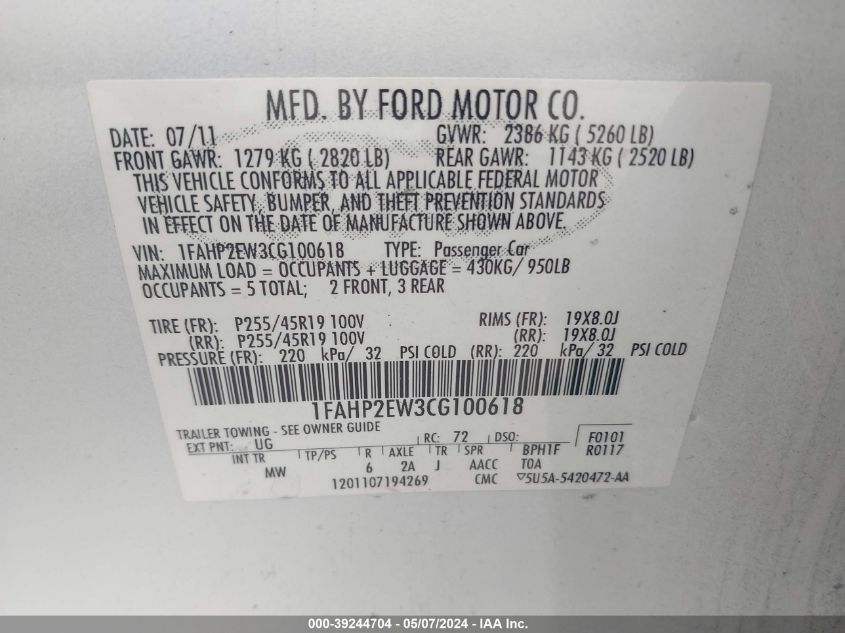 MFD. BY FORD MOTOR CO.
DATE: 07/11 GVWR: 2386 KG ( 5260 LB)
FRONT GAWR: 1279 KG ( 2820 LB) REAR GAWR: 1143 KG ( 2520 LB)
THIS VEHICLE CONFORMS TO ALL APPLICABLE FEDERAL MOTOR
VEHICLE SAFETY, BUMPER, AND THEFT PREVENTION STANDARDS
IN EFFECT ON THE DATE OF MANUFACTURE SHOWN ABOVE.
VIN: 1FAHP2EW3CG100618 TYPE: Passenger Car
MAXIMUM LOAD = OCCUPANTS + LUGGAGE = 430KG/ 950LB
OCCUPANTS = 5 TOTAL; 2 FRONT, 3 REAR
TIRE (FR): P255/45R19 100V RIMS (FR): 19X8.0J
(RR): P255/45R19 100V (RR): 19X8.0J
PRESSURE (FR): 220 kPa/ 32 PSI COLD (RR): 220 kPa/ 32 PSI COLD
1FAHP2EW3CG100618
TRAILER TOWING - SEE OWNER GUIDE
EXT PNT: UG RC: 72 DSO: F0101
INT TR TP/PS R AXLE TR SPR BPH1F R0117
MW 6 2A J AACC TOA
1201107194269 CMC ▽5U5A-5420472-AA
000-39244704 - 05/07/2024 - IAA Inc.